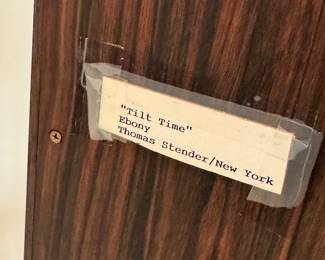 "Tilt Time"
Ebony
Thomas Stender/New York